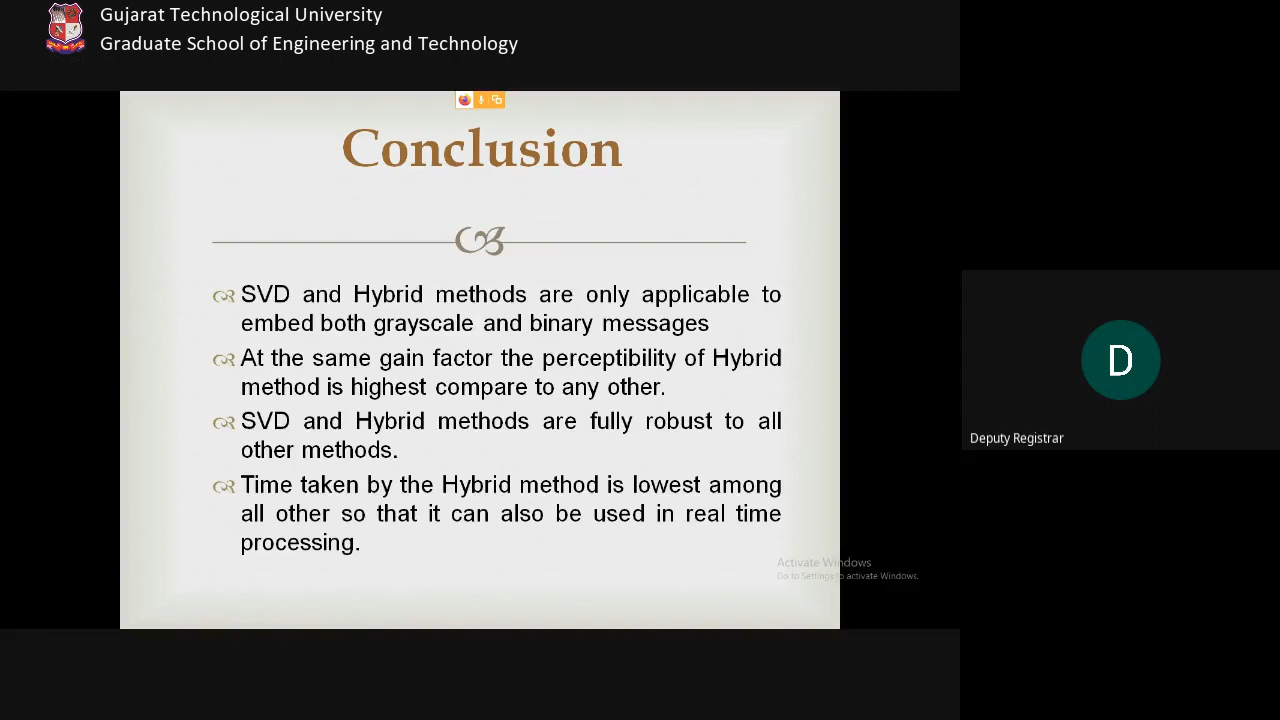 Gujarat Technological University
Graduate School of Engineering and Technology
Conclusion
SVD and Hybrid methods are only applicable to
embed both grayscale and binary messages
At the same gain factor the perceptibility of Hybrid
method is highest compare to any other.
SVD and Hybrid methods are fully robust to all
other methods.
Time taken by the Hybrid method is lowest among
all other so that it can also be used in real time
processing.
Activate Windows
Go to Settings to activate Windows.
D
Deputy Registrar